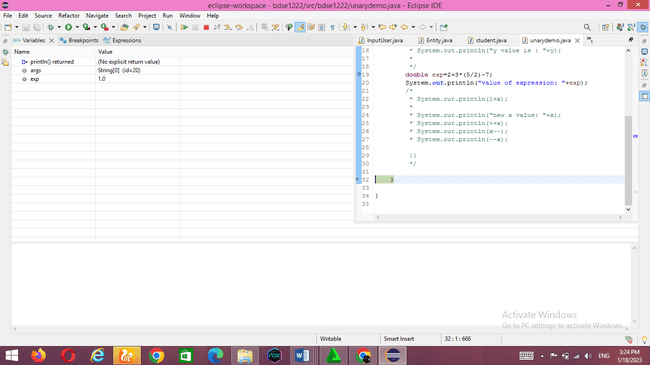 eclipse-workspace - bdse1222/src/bdse1222/unarydemo.java - Eclipse IDE
File Edit Source Refactor Navigate Search Project Run Window Help
Variables Breakpoints Expressions
InputUser.java Entity.java student.java unarydemo.java
Name Value
println() returned (No explicit return value)
args String[0] (id=20)
exp 1.0
16 * System.out.println("y value is : "+y);
17 *
18 */
19 double exp=2+3*(5/2)-7;
20 System.out.println("value of expression: "+exp);
21 /*
22 * System.out.println(1+x);
23 *
24 * System.out.println("new x value: "+x);
25 * System.out.println(++x);
26 * System.out.println(x--);
27 * System.out.println(--x);
28
29 }}
30 */
31
32 }
33
34 }
35
Activate Windows
Go to PC settings to activate Windows.
Writable Smart Insert 32 : 1 : 666
ENG 3:24 PM
1/18/2023